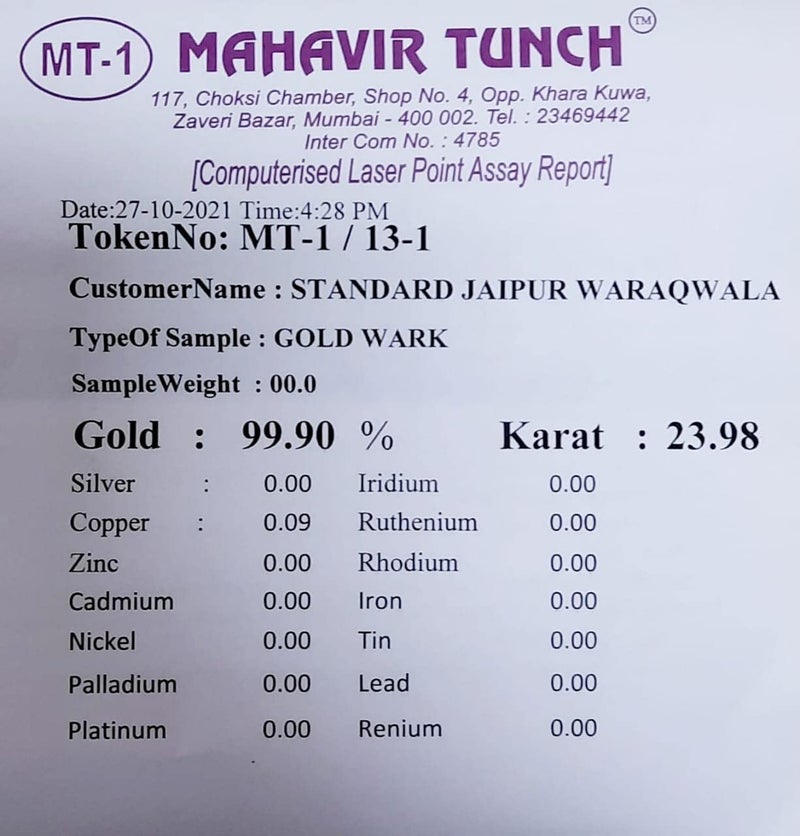 MT-1 MAHAVIR TUNCH TM
117, Choksi Chamber, Shop No. 4, Opp. Khara Kuwa,
Zaveri Bazar, Mumbai - 400 002. Tel. : 23469442
Inter Com No. : 4785
[Computerised Laser Point Assay Report]
Date:27-10-2021 Time:4:28 PM
TokenNo: MT-1 / 13-1
CustomerName : STANDARD JAIPUR WARAQWALA
TypeOf Sample : GOLD WARK
SampleWeight : 00.0
Gold : 99.90 % Karat : 23.98
Silver : 0.00 Iridium 0.00
Copper : 0.09 Ruthenium 0.00
Zinc 0.00 Rhodium 0.00
Cadmium 0.00 Iron 0.00
Nickel 0.00 Tin 0.00
Palladium 0.00 Lead 0.00
Platinum 0.00 Renium 0.00